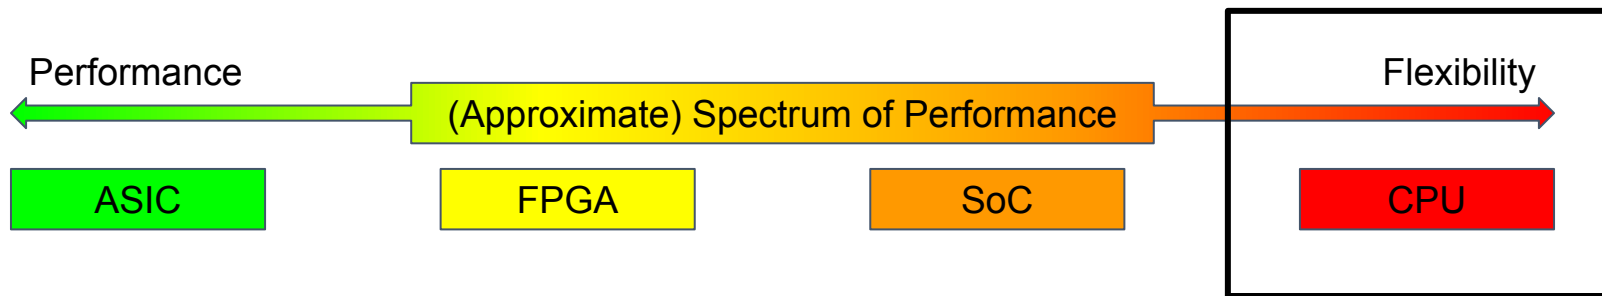 Performance
Flexibility
(Approximate) Spectrum of Performance
ASIC
FPGA
SoC
CPU